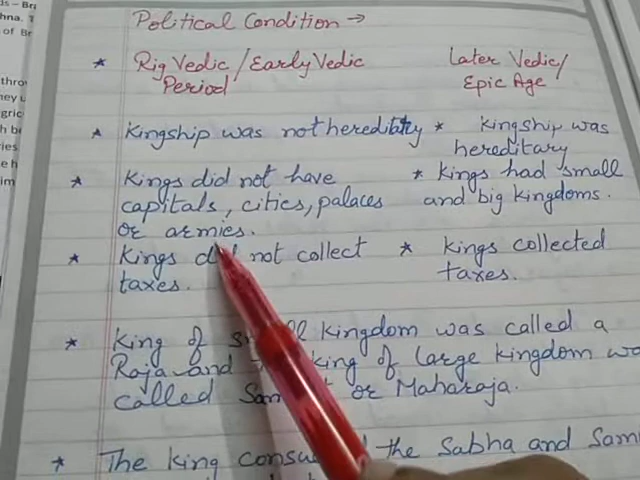 Political Condition →
* Rig Vedic / Early Vedic Period
Later Vedic / Epic Age
* Kingship was not hereditary
* Kingship was hereditary
* Kings did not have
capitals, cities, palaces
or armies.
* Kings had small
and big kingdoms.
* Kings did not collect
taxes.
* Kings collected
taxes.
* King of small kingdom was called a
Raja and king of large kingdom
called or Maharaja.
* The king the Sabha and